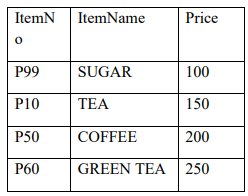 ItemN
o ItemName Price
P99 SUGAR 100
P10 TEA 150
P50 COFFEE 200
P60 GREEN TEA 250